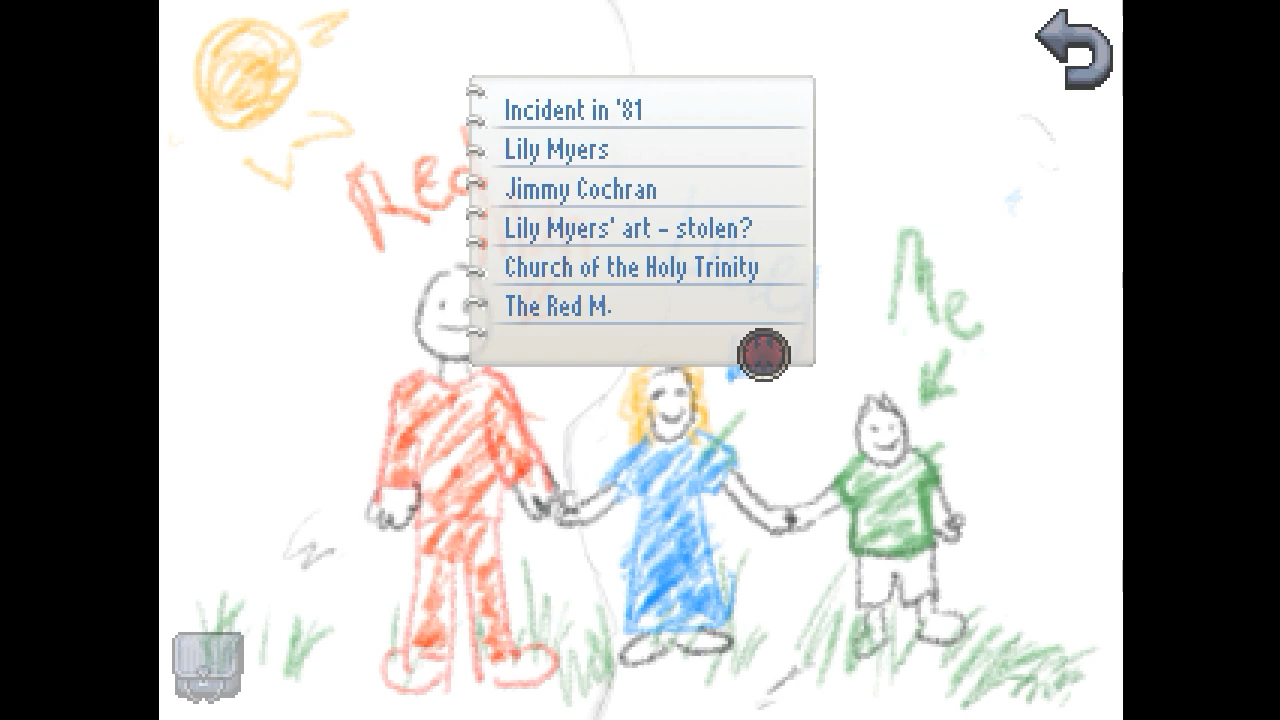 Incident in '81
Lily Myers
Jimmy Cochran
Lily Myers' art - stolen?
Church of the Holy Trinity
The Red M.
Me